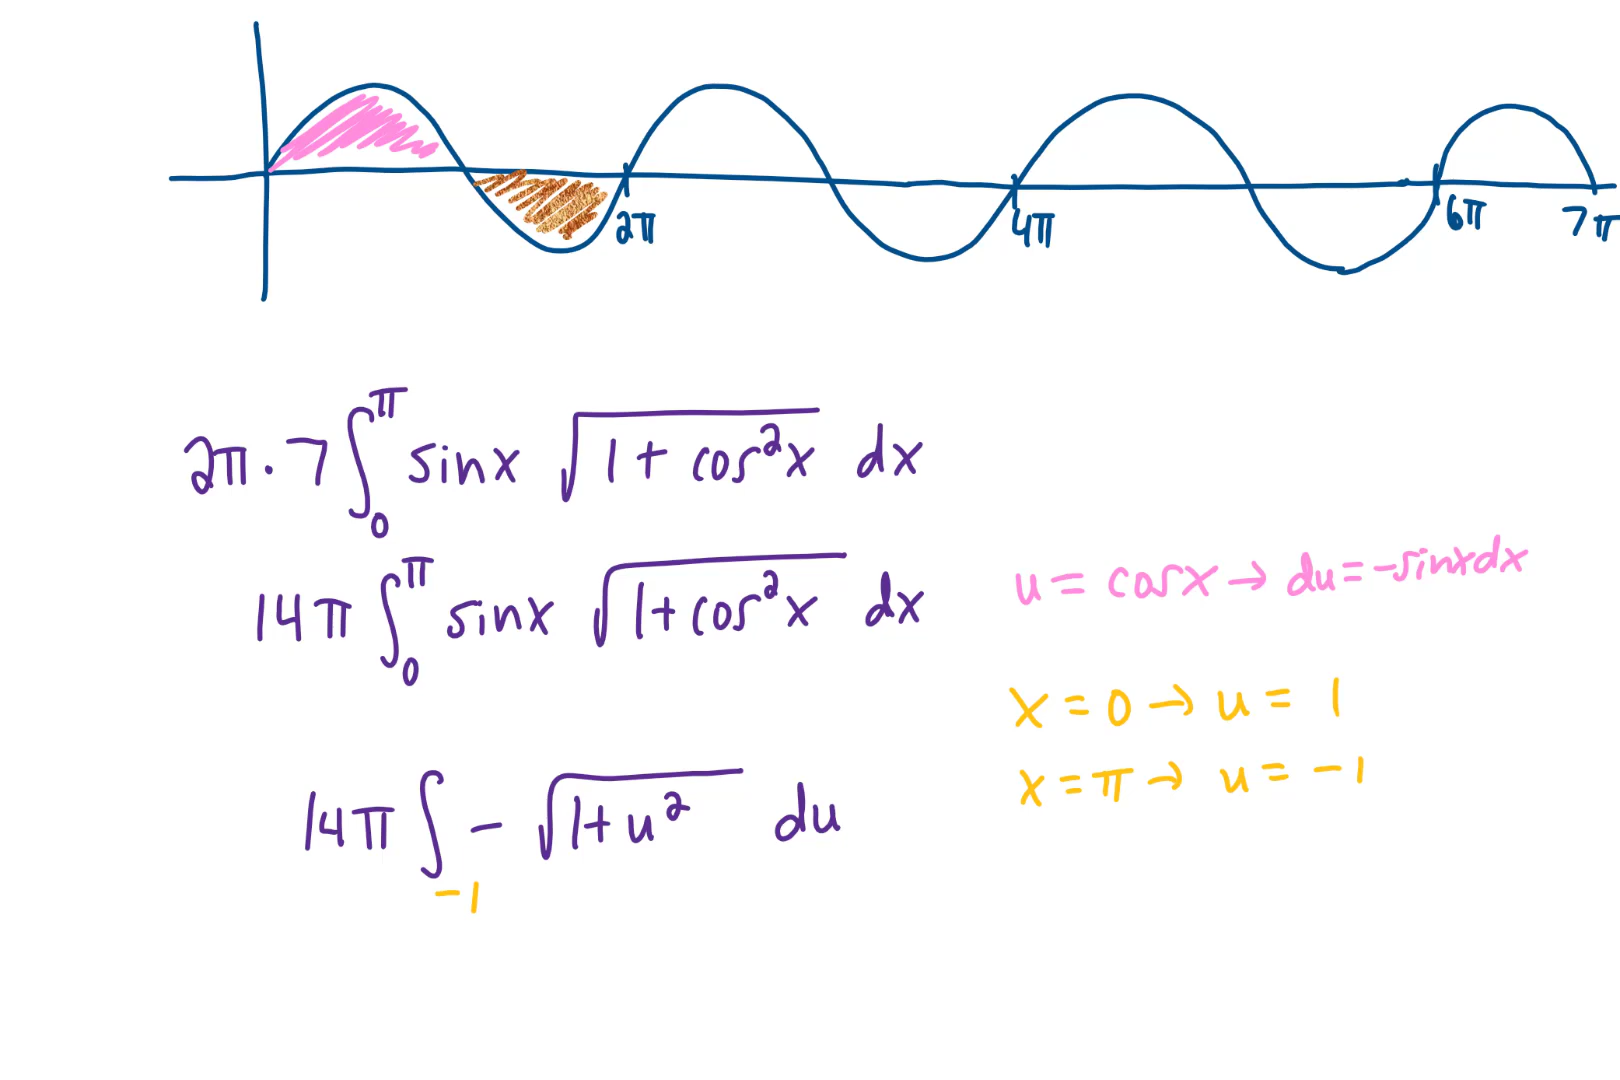 2π 4π 6π 7π
2π · 7 ∫₀^π sinx √(1 + cos²x) dx
14π ∫₀^π sinx √(1 + cos²x) dx
u = cosx → du = -sinxdx
x = 0 → u = 1
x = π → u = -1
14π ∫₋₁ - √(1 + u²) du